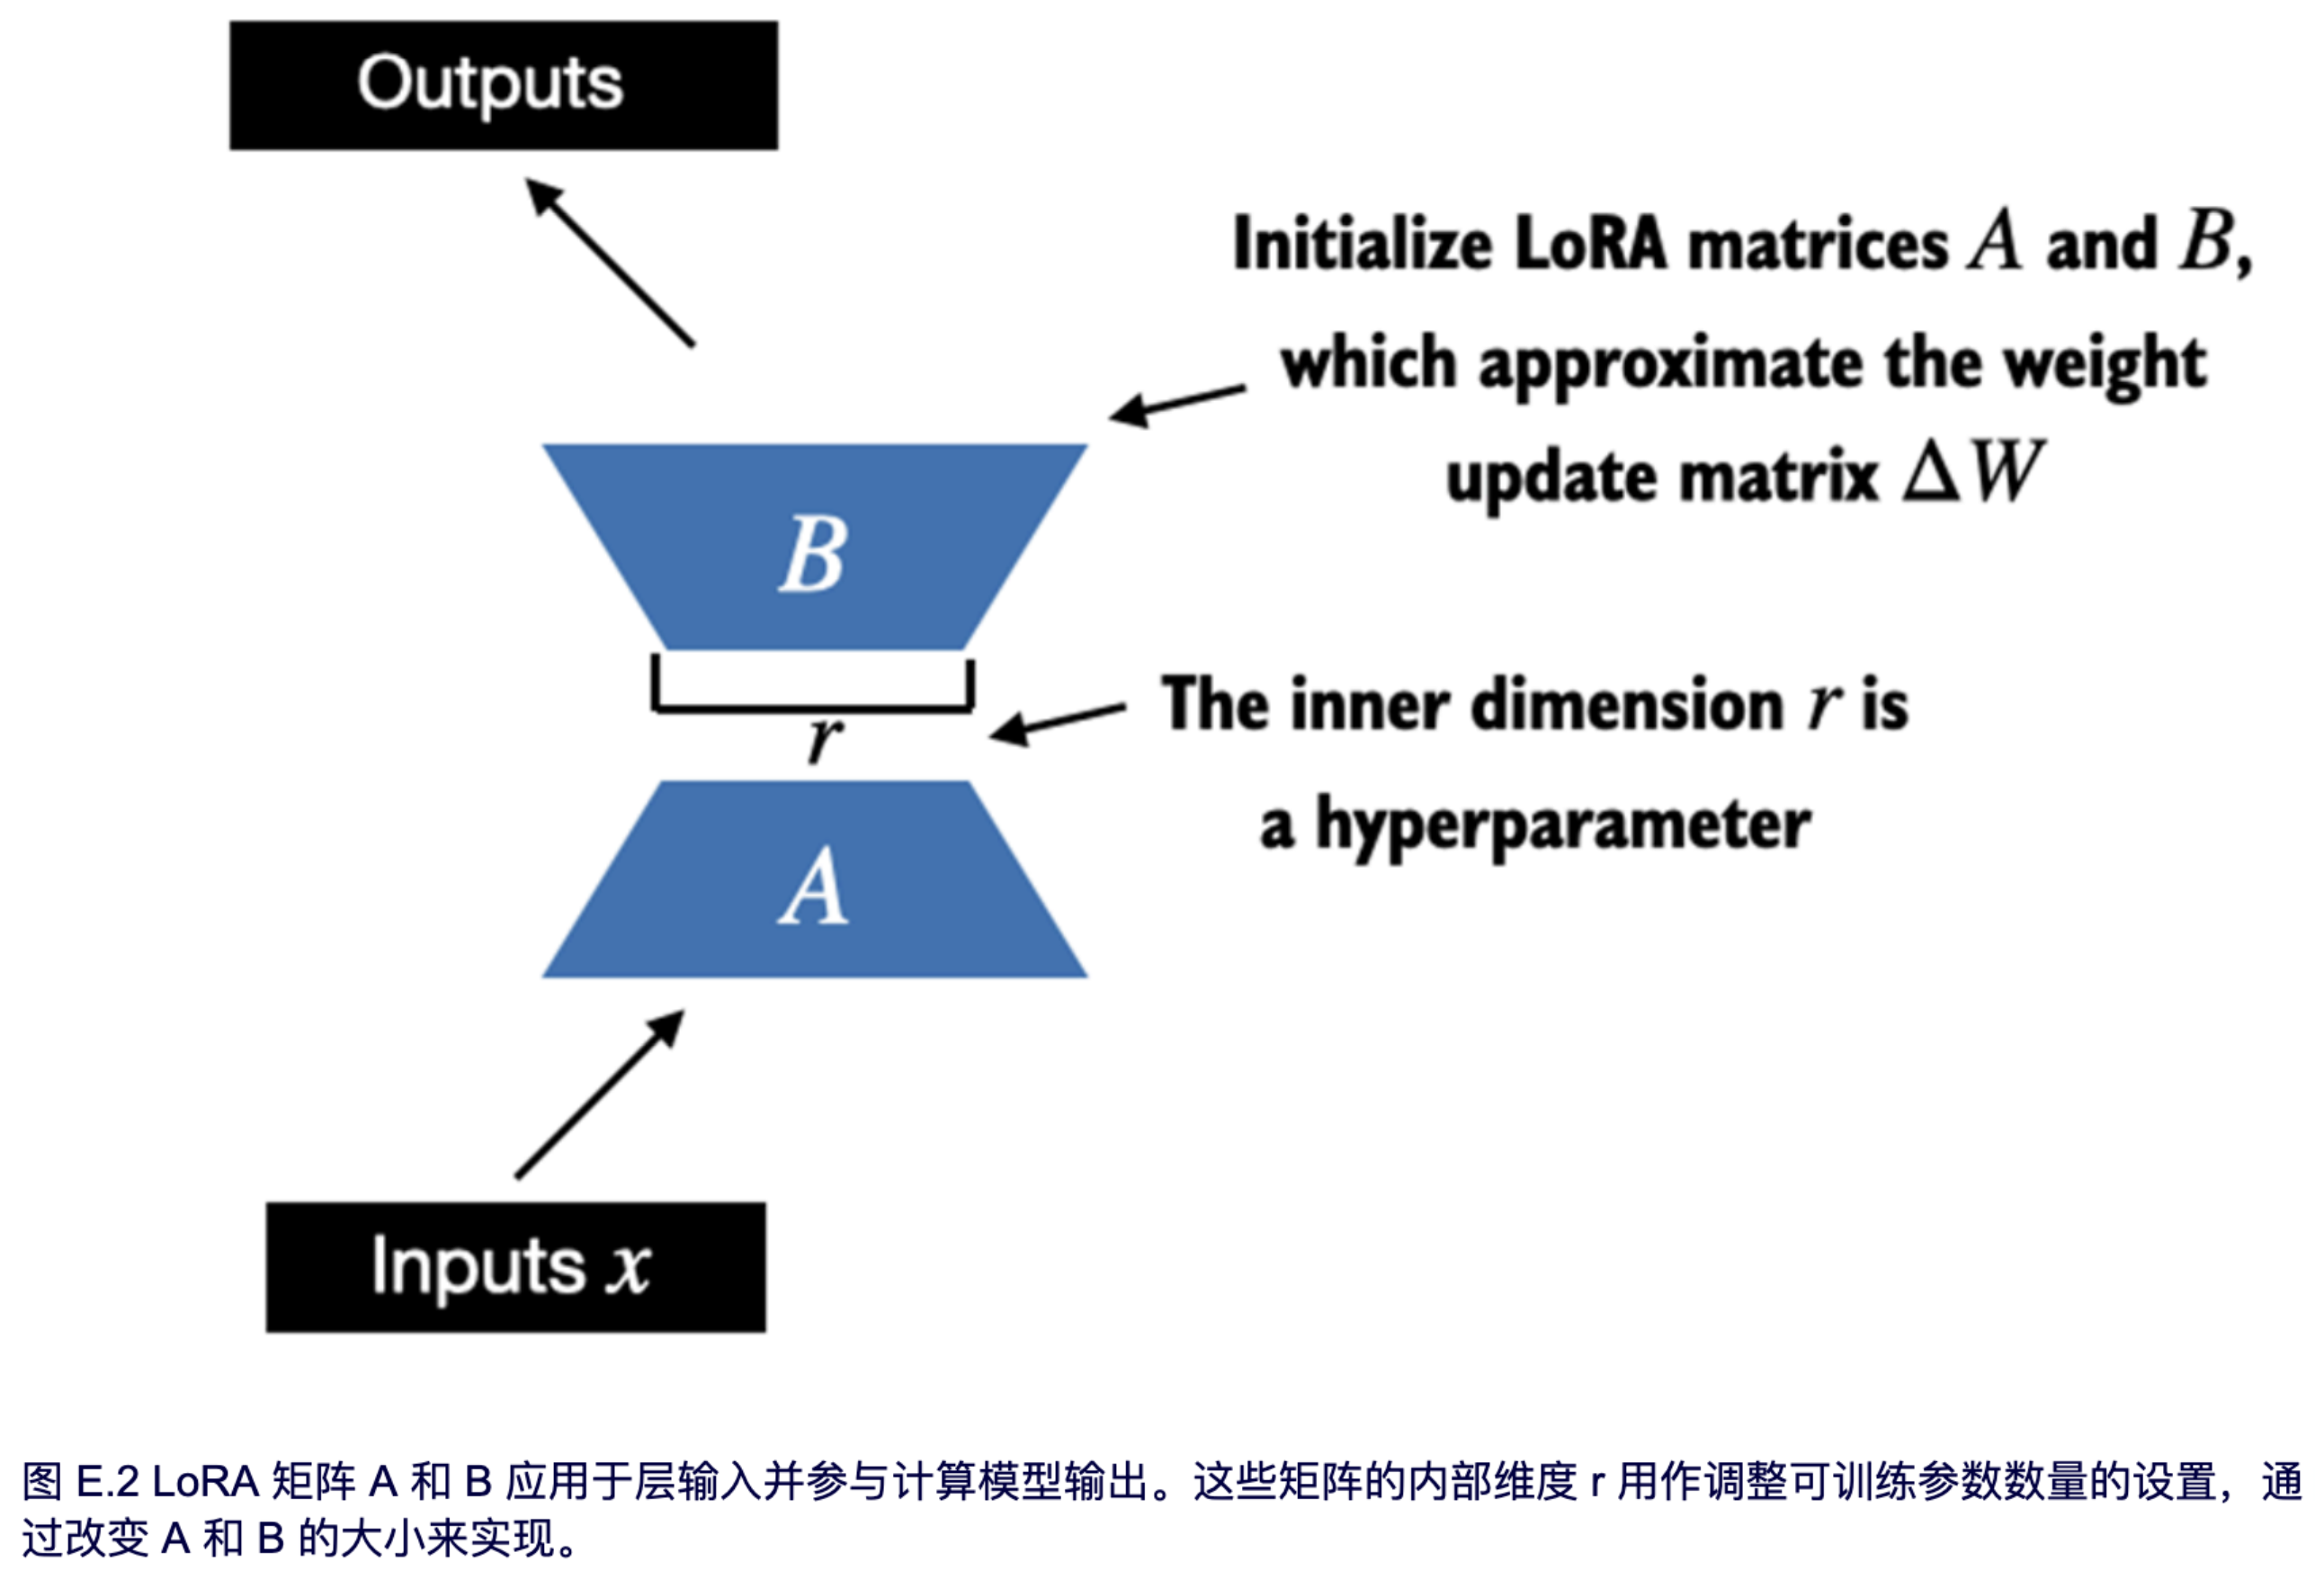 Outputs
Initialize LoRA matrices A and B,
which approximate the weight
update matrix ΔW
B
r
The inner dimension r is
a hyperparameter
A
Inputs x
图 E.2 LoRA 矩阵 A 和 B 应用于层输入并参与计算模型输出。这些矩阵的内部维度 r 用作调整可训练参数数量的设置，通
过改变 A 和 B 的大小来实现。